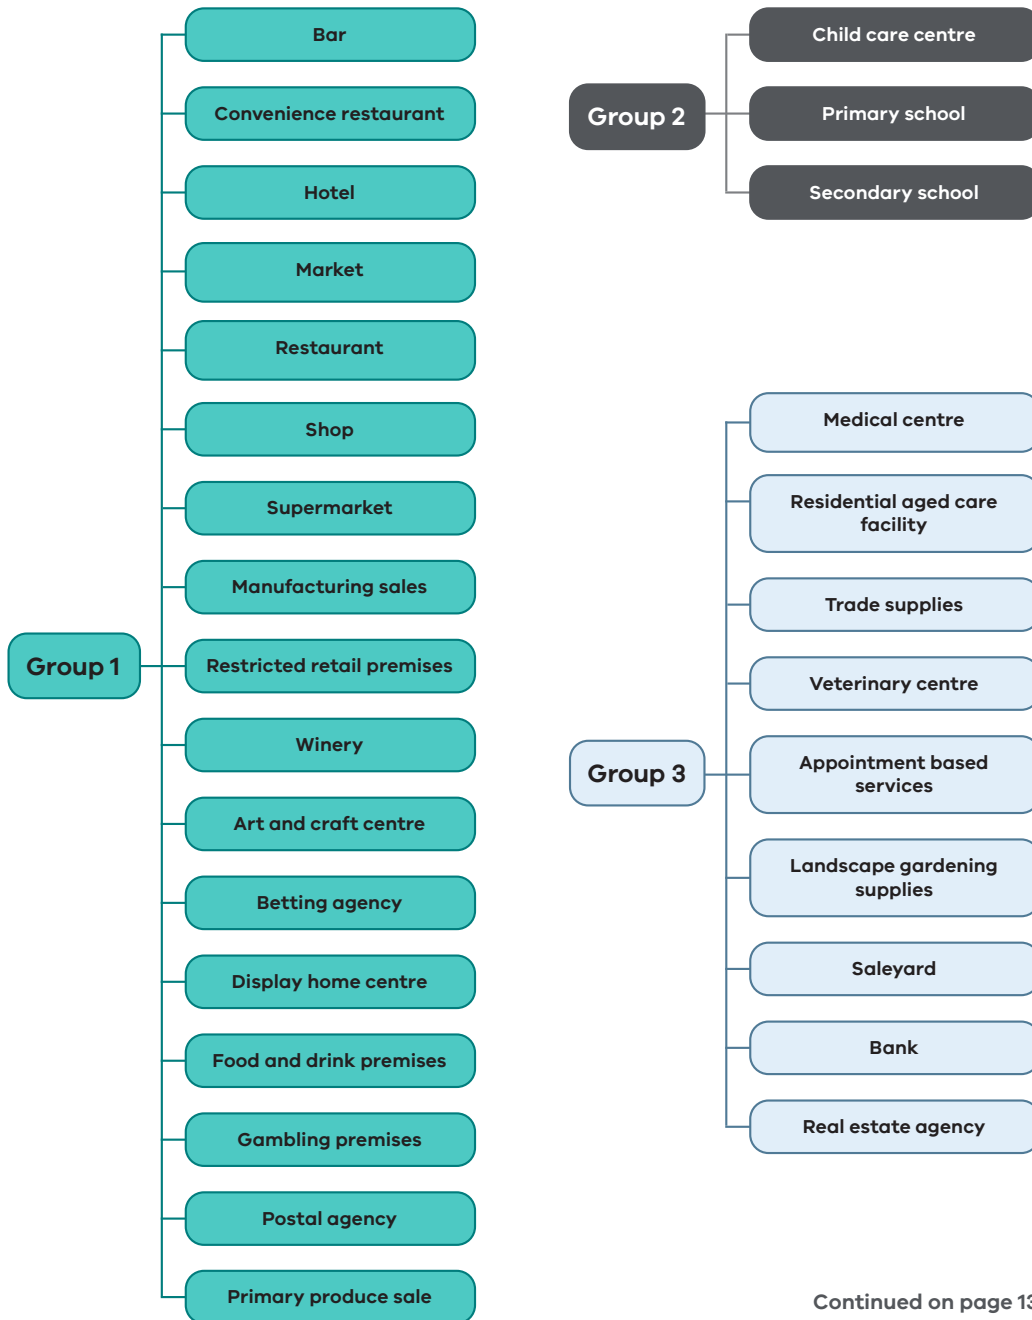 Group 1
Bar
Convenience restaurant
Hotel
Market
Restaurant
Shop
Supermarket
Manufacturing sales
Restricted retail premises
Winery
Art and craft centre
Betting agency
Display home centre
Food and drink premises
Gambling premises
Postal agency
Primary produce sale
Group 2
Child care centre
Primary school
Secondary school
Group 3
Medical centre
Residential aged care
facility
Trade supplies
Veterinary centre
Appointment based
services
Landscape gardening
supplies
Saleyard
Bank
Real estate agency
Continued on page 13